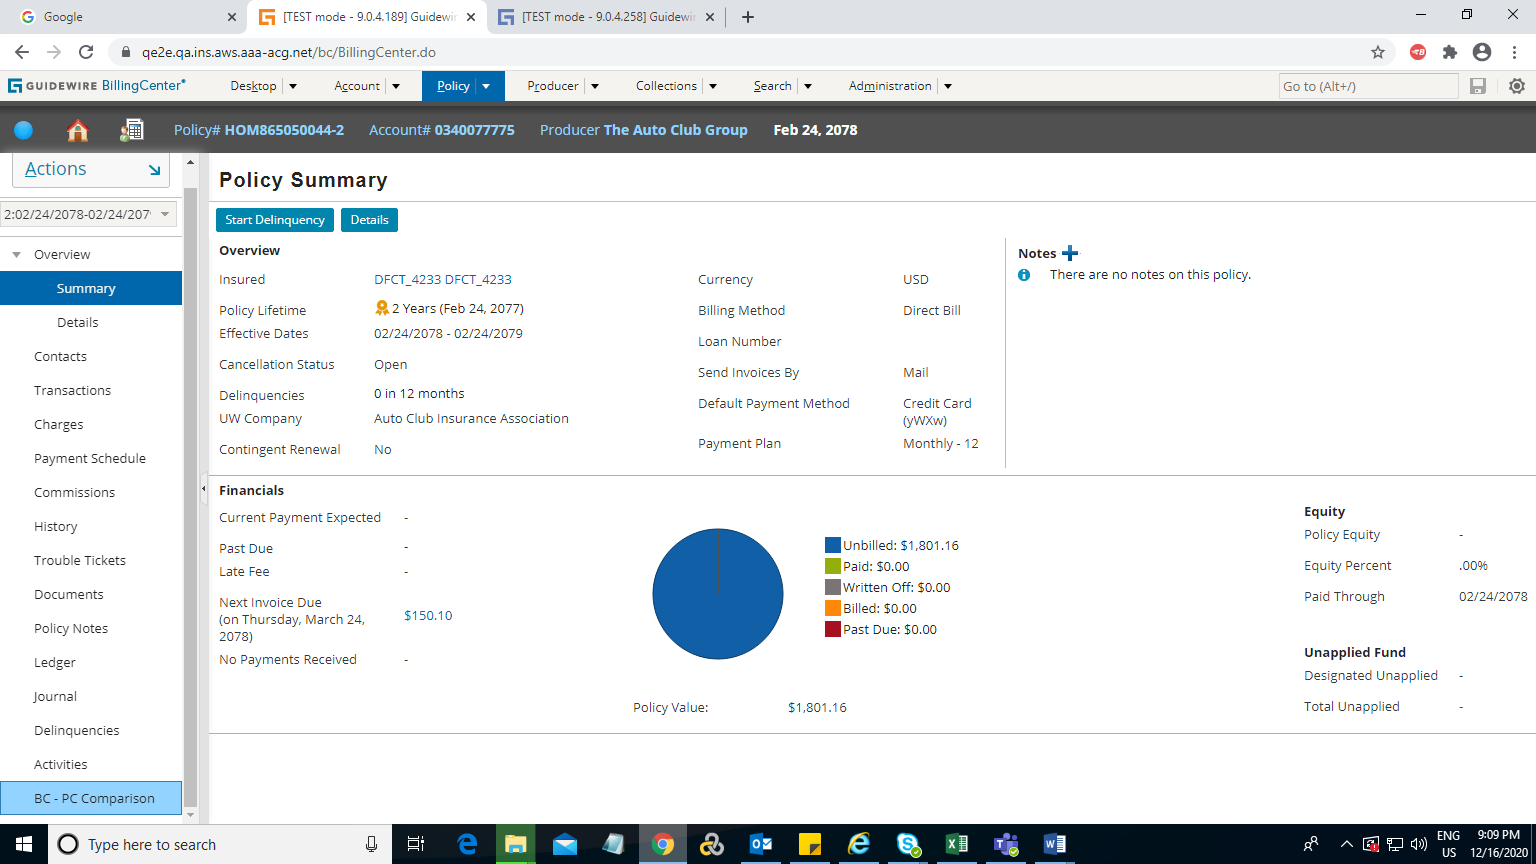 Google
[TEST mode - 9.0.4.189] Guidewir
[TEST mode - 9.0.4.258] Guidewi
qe2e.qa.ins.aws.aaa-acg.net/bc/BillingCenter.do
GUIDEWIRE BillingCenter
Desktop
Account
Policy
Producer
Collections
Search
Administration
Go to (Alt+/)
Policy# HOM865050044-2
Account# 0340077775
Producer The Auto Club Group
Feb 24, 2078
Actions
2:02/24/2078-02/24/207
Overview
Summary
Details
Contacts
Transactions
Charges
Payment Schedule
Commissions
History
Trouble Tickets
Documents
Policy Notes
Ledger
Journal
Delinquencies
Activities
BC - PC Comparison
Policy Summary
Start Delinquency
Details
Overview
Insured DFCT_4233 DFCT_4233
Policy Lifetime 2 Years (Feb 24, 2077)
Effective Dates 02/24/2078 - 02/24/2079
Cancellation Status Open
Delinquencies 0 in 12 months
UW Company Auto Club Insurance Association
Contingent Renewal No
Currency USD
Billing Method Direct Bill
Loan Number
Send Invoices By Mail
Default Payment Method Credit Card
(yWXw)
Payment Plan Monthly - 12
Notes
There are no notes on this policy.
Financials
Current Payment Expected -
Past Due -
Late Fee -
Next Invoice Due
(on Thursday, March 24, $150.10
2078)
No Payments Received -
Unbilled: $1,801.16
Paid: $0.00
Written Off: $0.00
Billed: $0.00
Past Due: $0.00
Policy Value: $1,801.16
Equity
Policy Equity -
Equity Percent .00%
Paid Through 02/24/2078
Unapplied Fund
Designated Unapplied -
Total Unapplied -
Type here to search
ENG
US
9:09 PM
12/16/2020